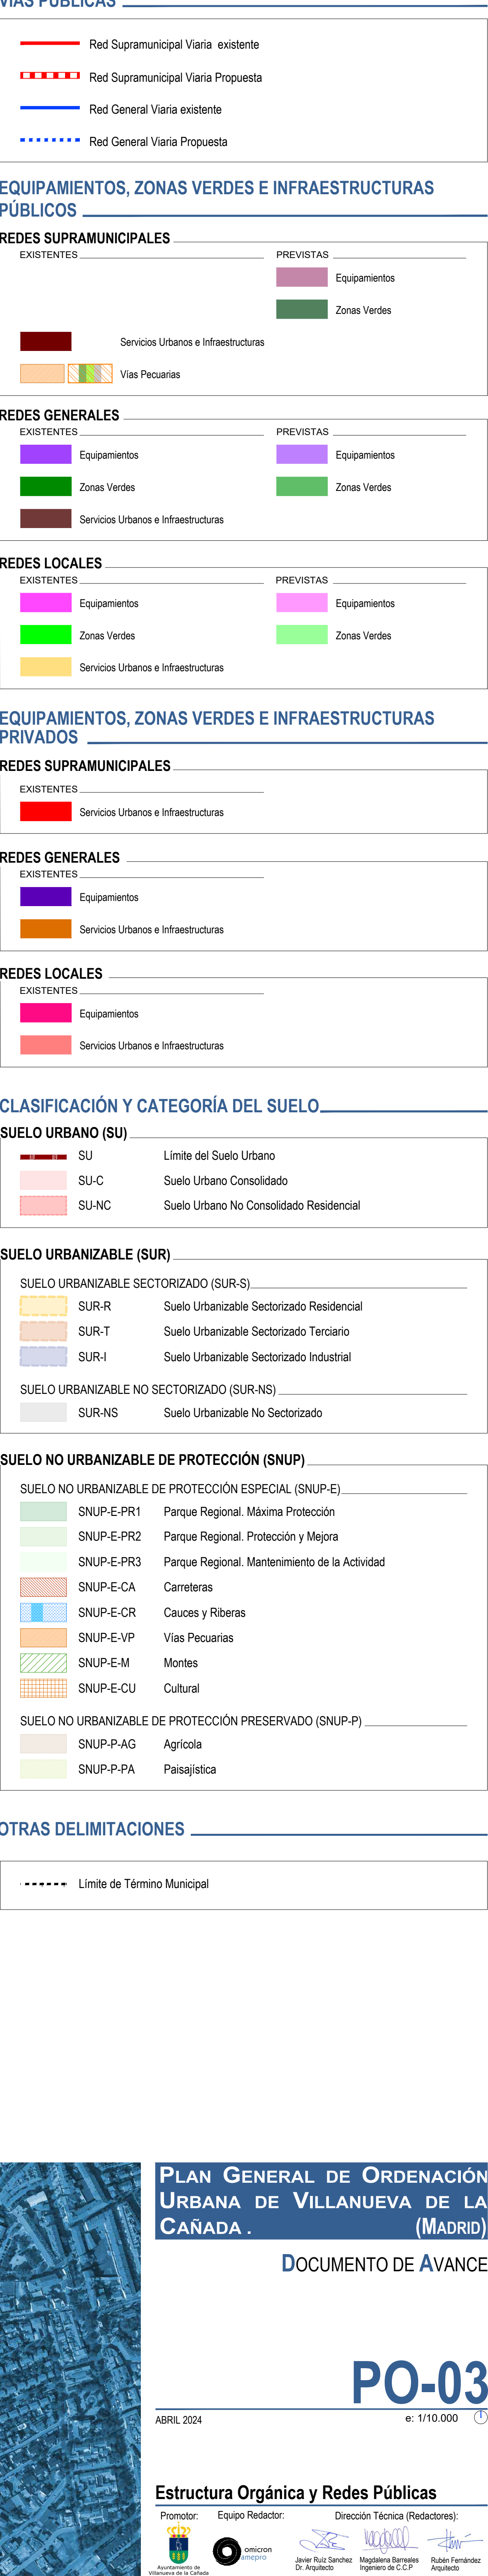 VÍAS PÚBLICAS
Red Supramunicipal Viaria existente
Red Supramunicipal Viaria Propuesta
Red General Viaria existente
Red General Viaria Propuesta
EQUIPAMIENTOS, ZONAS VERDES E INFRAESTRUCTURAS
PÚBLICOS
REDES SUPRAMUNICIPALES
EXISTENTES PREVISTAS
Equipamientos
Zonas Verdes
Servicios Urbanos e Infraestructuras
Vías Pecuarias
REDES GENERALES
EXISTENTES PREVISTAS
Equipamientos Equipamientos
Zonas Verdes Zonas Verdes
Servicios Urbanos e Infraestructuras
REDES LOCALES
EXISTENTES PREVISTAS
Equipamientos Equipamientos
Zonas Verdes Zonas Verdes
Servicios Urbanos e Infraestructuras
EQUIPAMIENTOS, ZONAS VERDES E INFRAESTRUCTURAS
PRIVADOS
REDES SUPRAMUNICIPALES
EXISTENTES
Servicios Urbanos e Infraestructuras
REDES GENERALES
EXISTENTES
Equipamientos
Servicios Urbanos e Infraestructuras
REDES LOCALES
EXISTENTES
Equipamientos
Servicios Urbanos e Infraestructuras
CLASIFICACIÓN Y CATEGORÍA DEL SUELO
SUELO URBANO (SU)
SU Límite del Suelo Urbano
SU-C Suelo Urbano Consolidado
SU-NC Suelo Urbano No Consolidado Residencial
SUELO URBANIZABLE (SUR)
SUELO URBANIZABLE SECTORIZADO (SUR-S)
SUR-R Suelo Urbanizable Sectorizado Residencial
SUR-T Suelo Urbanizable Sectorizado Terciario
SUR-I Suelo Urbanizable Sectorizado Industrial
SUELO URBANIZABLE NO SECTORIZADO (SUR-NS)
SUR-NS Suelo Urbanizable No Sectorizado
SUELO NO URBANIZABLE DE PROTECCIÓN (SNUP)
SUELO NO URBANIZABLE DE PROTECCIÓN ESPECIAL (SNUP-E)
SNUP-E-PR1 Parque Regional. Máxima Protección
SNUP-E-PR2 Parque Regional. Protección y Mejora
SNUP-E-PR3 Parque Regional. Mantenimiento de la Actividad
SNUP-E-CA Carreteras
SNUP-E-CR Cauces y Riberas
SNUP-E-VP Vías Pecuarias
SNUP-E-M Montes
SNUP-E-CU Cultural
SUELO NO URBANIZABLE DE PROTECCIÓN PRESERVADO (SNUP-P)
SNUP-P-AG Agrícola
SNUP-P-PA Paisajística
OTRAS DELIMITACIONES
Límite de Término Municipal
PLAN GENERAL DE ORDENACIÓN
URBANA DE VILLANUEVA DE LA
CAÑADA . (MADRID)
DOCUMENTO DE AVANCE
PO-03
ABRIL 2024 e: 1/10.000
Estructura Orgánica y Redes Públicas
Promotor: Equipo Redactor: Dirección Técnica (Redactores):
omicron
amepro
Javier Ruíz Sanchez Magdalena Barreales Rubén Fernández
Dr. Arquitecto Ingeniero de C.C.P Arquitecto
Ayuntamiento de
Villanueva de la Cañada